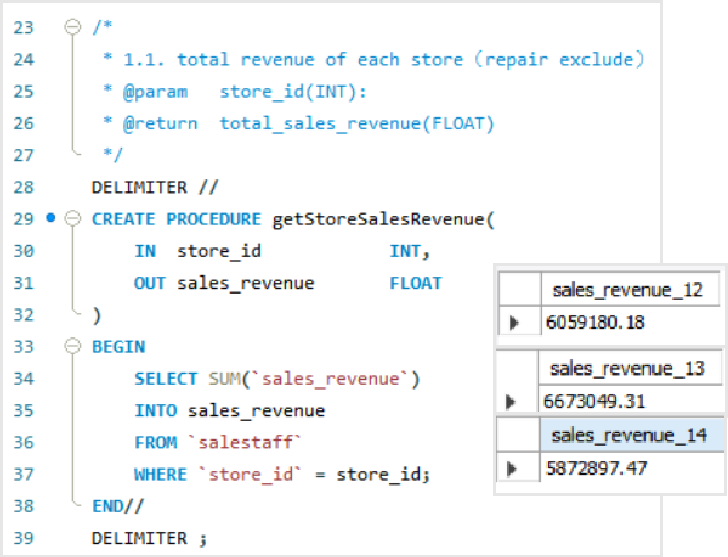 23 /*
24 * 1.1. total revenue of each store (repair exclude)
25 * @param store_id(INT):
26 * @return total_sales_revenue(FLOAT)
27 */
28 DELIMITER //
29 CREATE PROCEDURE getStoreSalesRevenue(
30 IN store_id INT,
31 OUT sales_revenue FLOAT
32 )
33 BEGIN
34 SELECT SUM(`sales_revenue`)
35 INTO sales_revenue
36 FROM `salestaff`
37 WHERE `store_id` = store_id;
38 END//
39 DELIMITER ;
sales_revenue_12
6059180.18
sales_revenue_13
6673049.31
sales_revenue_14
5872897.47